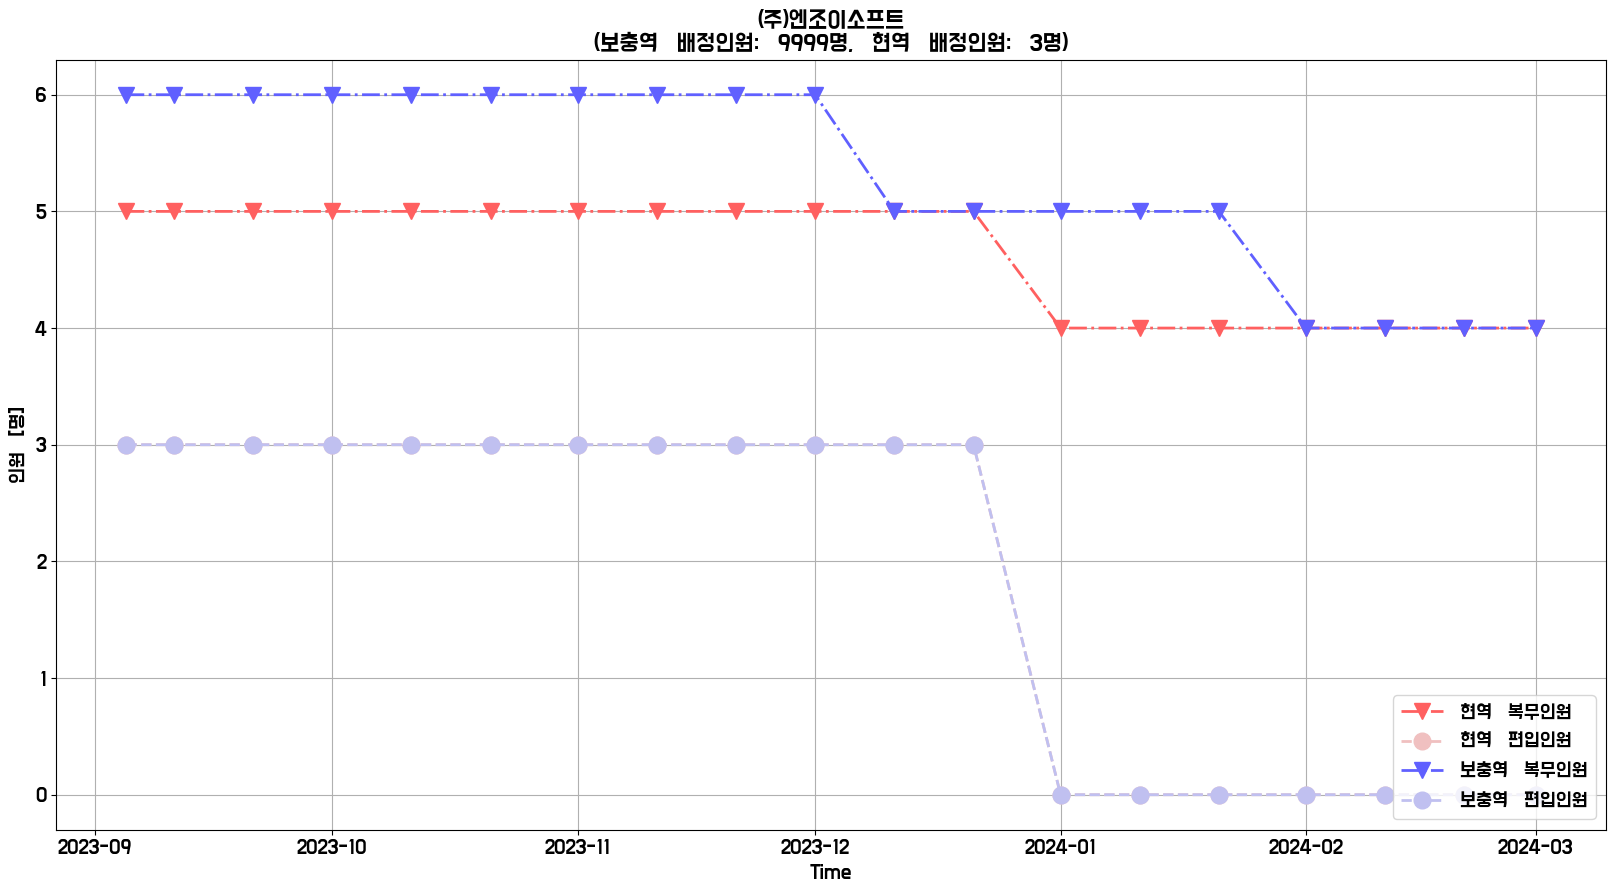 (주)엔조이소프트
(보충역 배정인원: 9999명, 현역 배정인원: 3명)
6
5
4
3
2
1
0
인원 [명]
현역 복무인원
현역 편입인원
보충역 복무인원
보충역 편입인원
2023-09 2023-10 2023-11 2023-12 2024-01 2024-02 2024-03
Time